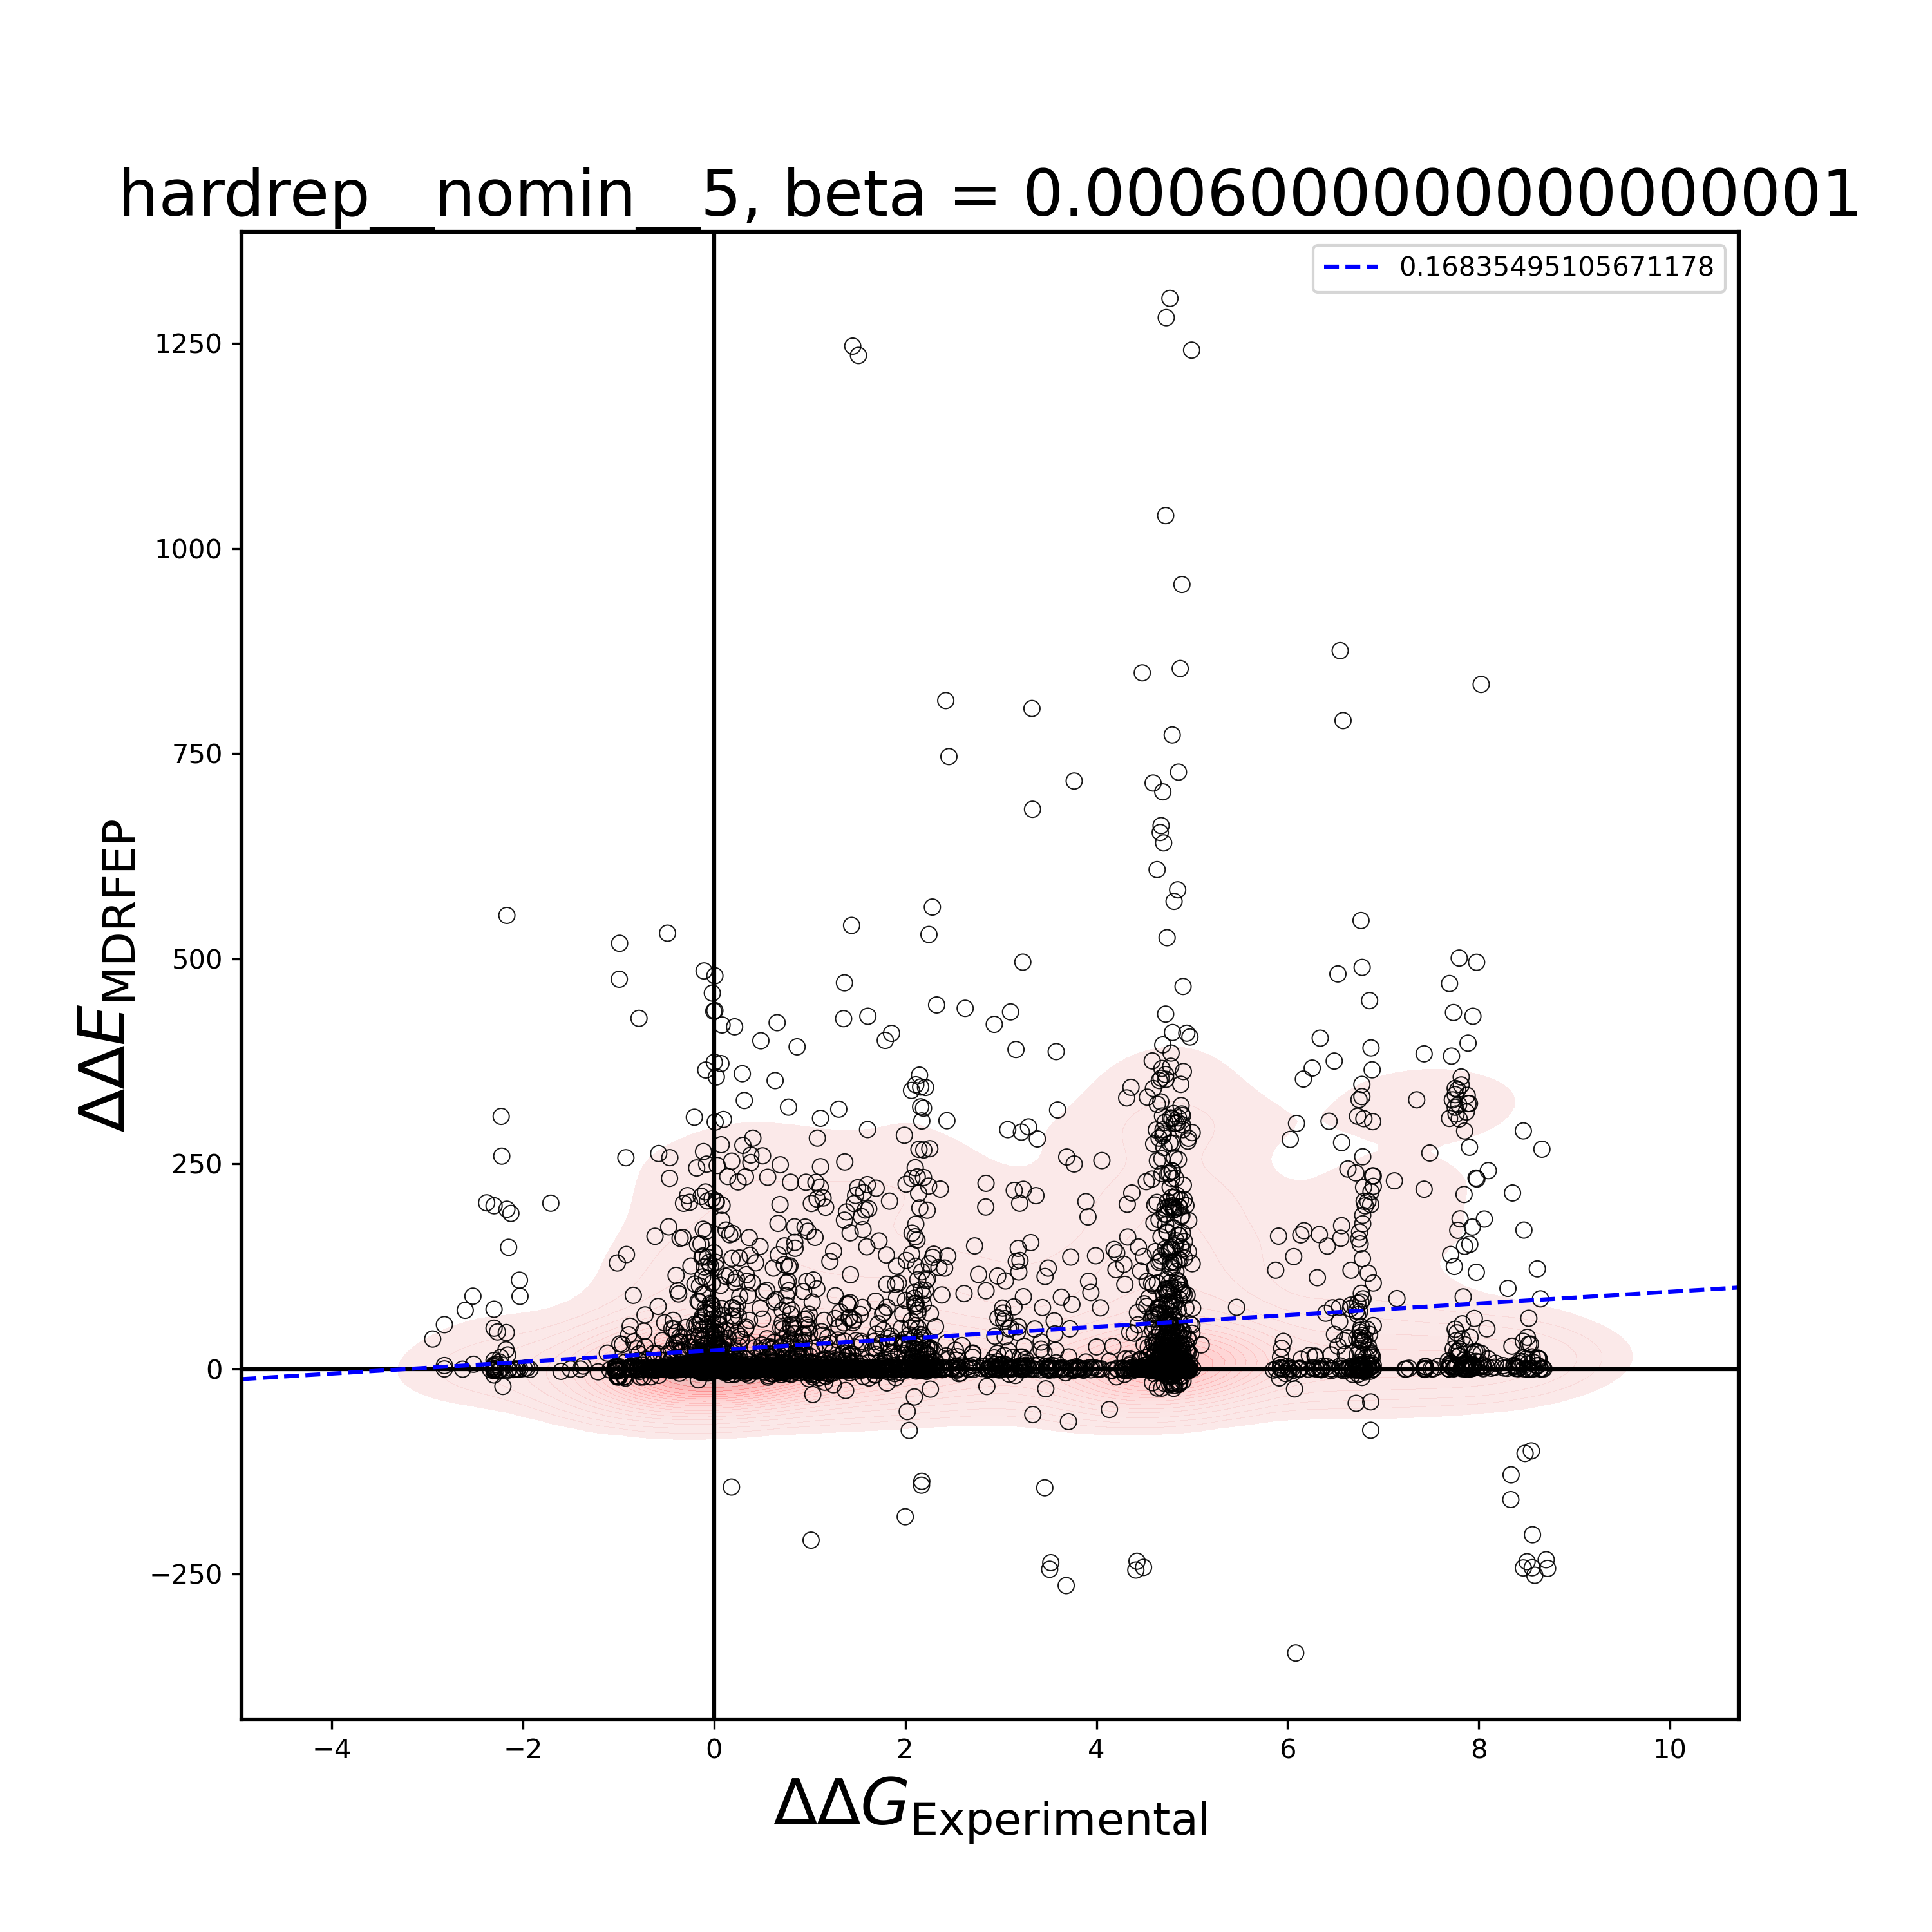 hardrep__nomin__5, beta = 0.00060000000000000001
0.16835495105671178
1250
1000
750
500
250
0
−250
ΔΔE_MDRFEP
−4 −2 0 2 4 6 8 10
ΔΔG_Experimental